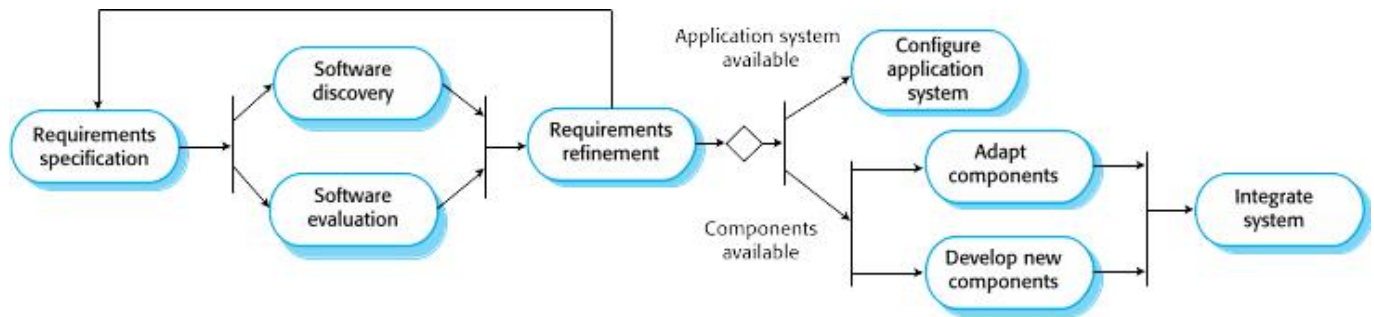 Requirements
specification
Software
discovery
Software
evaluation
Requirements
refinement
Application system
available
Configure
application
system
Components
available
Adapt
components
Develop new
components
Integrate
system